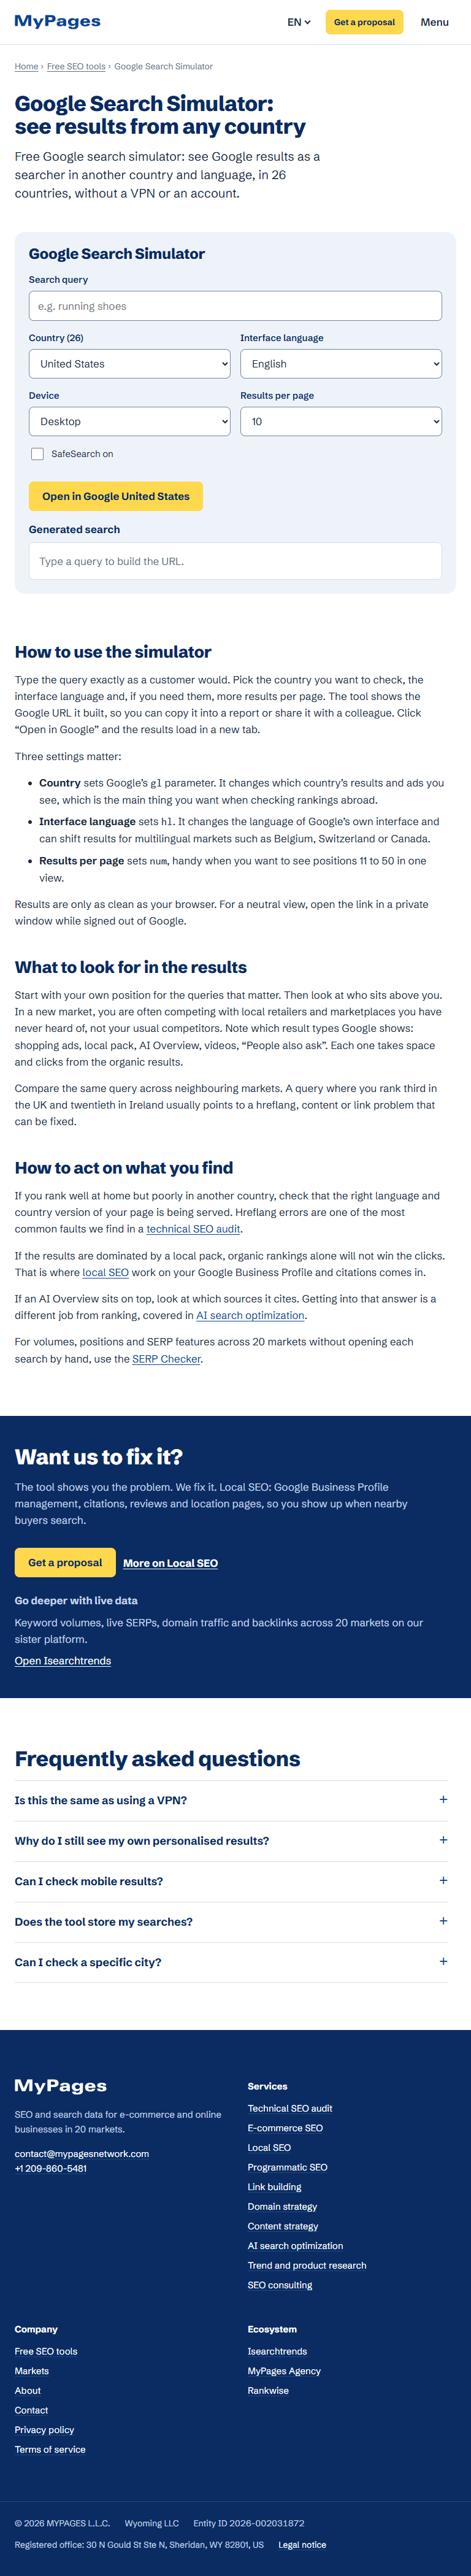 MyPages
EN
Get a proposal
Menu
Home › Free SEO tools › Google Search Simulator
Google Search Simulator:
see results from any country
Free Google search simulator: see Google results as a
searcher in another country and language, in 26
countries, without a VPN or an account.
Google Search Simulator
Search query
e.g. running shoes
Country (26)
Interface language
United States
English
Device
Results per page
Desktop
10
SafeSearch on
Open in Google United States
Generated search
Type a query to build the URL.
How to use the simulator
Type the query exactly as a customer would. Pick the country you want to check, the
interface language and, if you need them, more results per page. The tool shows the
Google URL it built, so you can copy it into a report or share it with a colleague. Click
“Open in Google” and the results load in a new tab.
Three settings matter:
• Country sets Google’s gl parameter. It changes which country’s results and ads you
see, which is the main thing you want when checking rankings abroad.
• Interface language sets hl. It changes the language of Google’s own interface and
can shift results for multilingual markets such as Belgium, Switzerland or Canada.
• Results per page sets num, handy when you want to see positions 11 to 50 in one
view.
Results are only as clean as your browser. For a neutral view, open the link in a private
window while signed out of Google.
What to look for in the results
Start with your own position for the queries that matter. Then look at who sits above you.
In a new market, you are often competing with local retailers and marketplaces you have
never heard of, not your usual competitors. Note which result types Google shows:
shopping ads, local pack, AI Overview, videos, “People also ask”. Each one takes space
and clicks from the organic results.
Compare the same query across neighbouring markets. A query where you rank third in
the UK and twentieth in Ireland usually points to a hreflang, content or link problem that
can be fixed.
How to act on what you find
If you rank well at home but poorly in another country, check that the right language and
country version of your page is being served. Hreflang errors are one of the most
common faults we find in a technical SEO audit.
If the results are dominated by a local pack, organic rankings alone will not win the clicks.
That is where local SEO work on your Google Business Profile and citations comes in.
If an AI Overview sits on top, look at which sources it cites. Getting into that answer is a
different job from ranking, covered in AI search optimization.
For volumes, positions and SERP features across 20 markets without opening each
search by hand, use the SERP Checker.
Want us to fix it?
The tool shows you the problem. We fix it. Local SEO: Google Business Profile
management, citations, reviews and location pages, so you show up when nearby
buyers search.
Get a proposal
More on Local SEO
Go deeper with live data
Keyword volumes, live SERPs, domain traffic and backlinks across 20 markets on our
sister platform.
Open Isearchtrends
Frequently asked questions
Is this the same as using a VPN? +
Why do I still see my own personalised results? +
Can I check mobile results? +
Does the tool store my searches? +
Can I check a specific city? +
MyPages
SEO and search data for e-commerce and online
businesses in 20 markets.
contact@mypagesnetwork.com
+1 209-860-5481
Services
Technical SEO audit
E-commerce SEO
Local SEO
Programmatic SEO
Link building
Domain strategy
Content strategy
AI search optimization
Trend and product research
SEO consulting
Company
Free SEO tools
Markets
About
Contact
Privacy policy
Terms of service
Ecosystem
Isearchtrends
MyPages Agency
Rankwise
© 2026 MYPAGES L.L.C. Wyoming LLC Entity ID 2026-002031872
Registered office: 30 N Gould St Ste N, Sheridan, WY 82801, US Legal notice